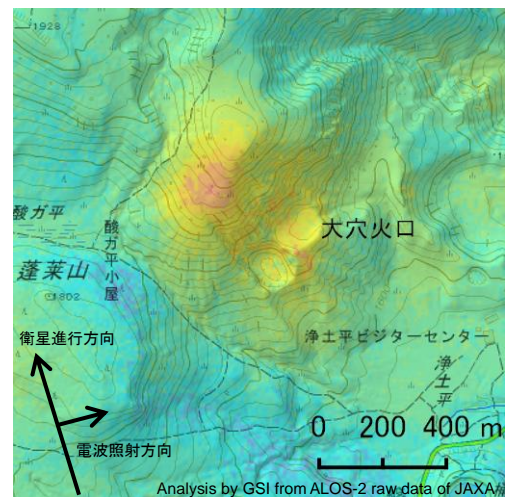 1928
大穴火口
酸ガ平
酸ガ平小屋
蓬莱山
1802
浄土平ビジターセンター
浄土平
衛星進行方向
電波照射方向
0 200 400 m
Analysis by GSI from ALOS-2 raw data of JAXA